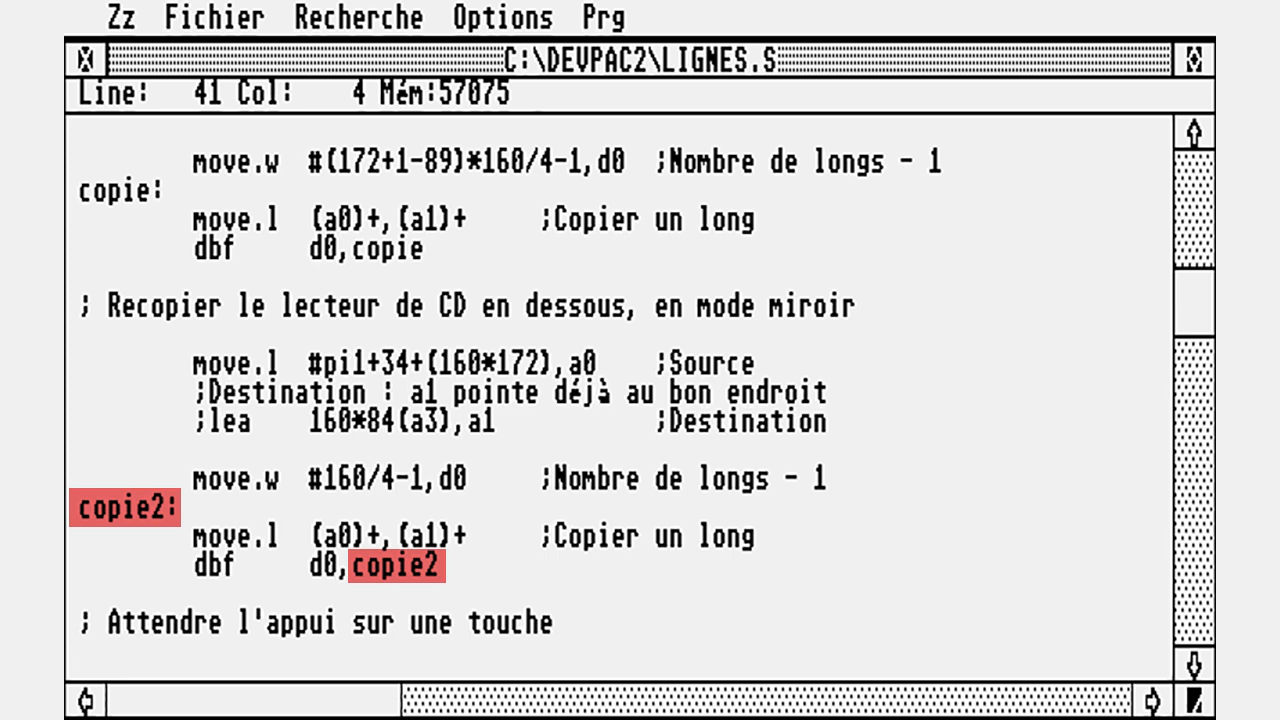 Zz Fichier Recherche Options Prg
C:\DEVPAC2\LIGNES.S
Line: 41 Col: 4 Mém:57075
move.w #(172+1-89)*160/4-1,d0 ;Nombre de longs - 1
copie:
move.l (a0)+,(a1)+ ;Copier un long
dbf d0,copie
; Recopier le lecteur de CD en dessous, en mode miroir
move.l #pi1+34+(160*172),a0 ;Source
;Destination : a1 pointe déjà au bon endroit
;lea 160*84(a3),a1 ;Destination
move.w #160/4-1,d0 ;Nombre de longs - 1
copie2:
move.l (a0)+,(a1)+ ;Copier un long
dbf d0,copie2
; Attendre l'appui sur une touche